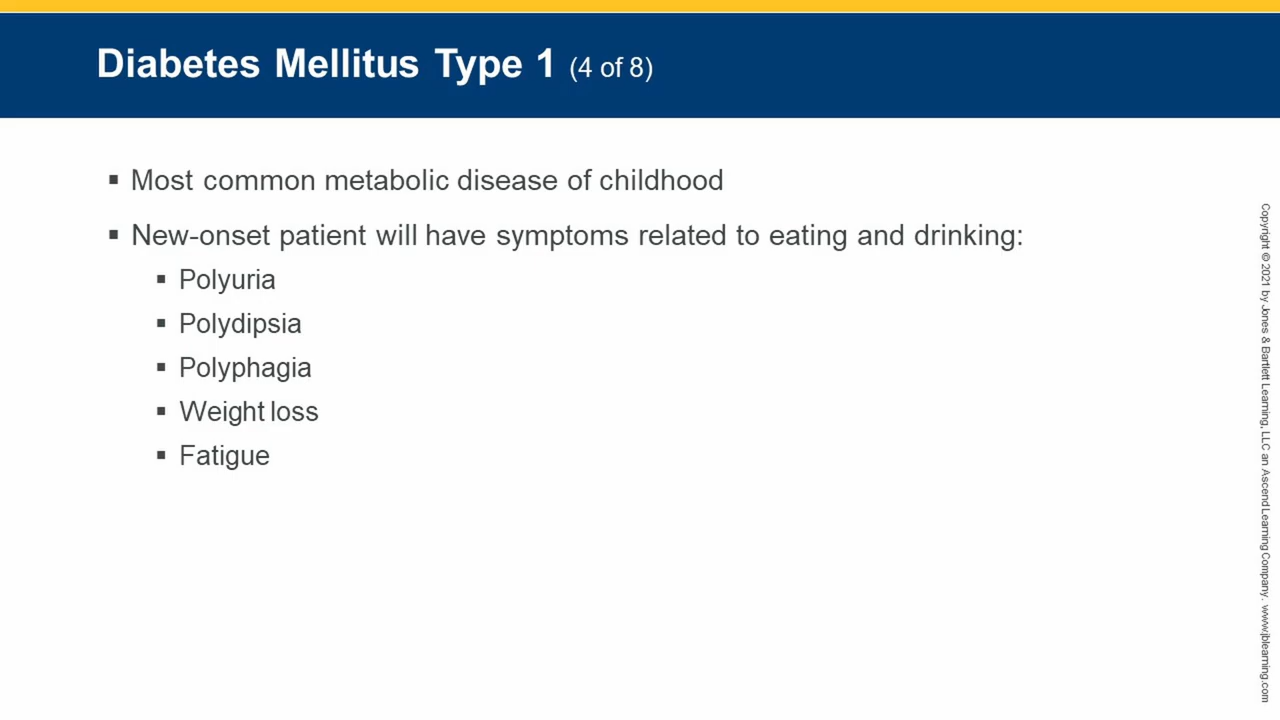 Diabetes Mellitus Type 1 (4 of 8)
▪ Most common metabolic disease of childhood
▪ New-onset patient will have symptoms related to eating and drinking:
▪ Polyuria
▪ Polydipsia
▪ Polyphagia
▪ Weight loss
▪ Fatigue
Copyright © 2021 by Jones & Bartlett Learning, LLC an Ascend Learning Company. www.jblearning.com